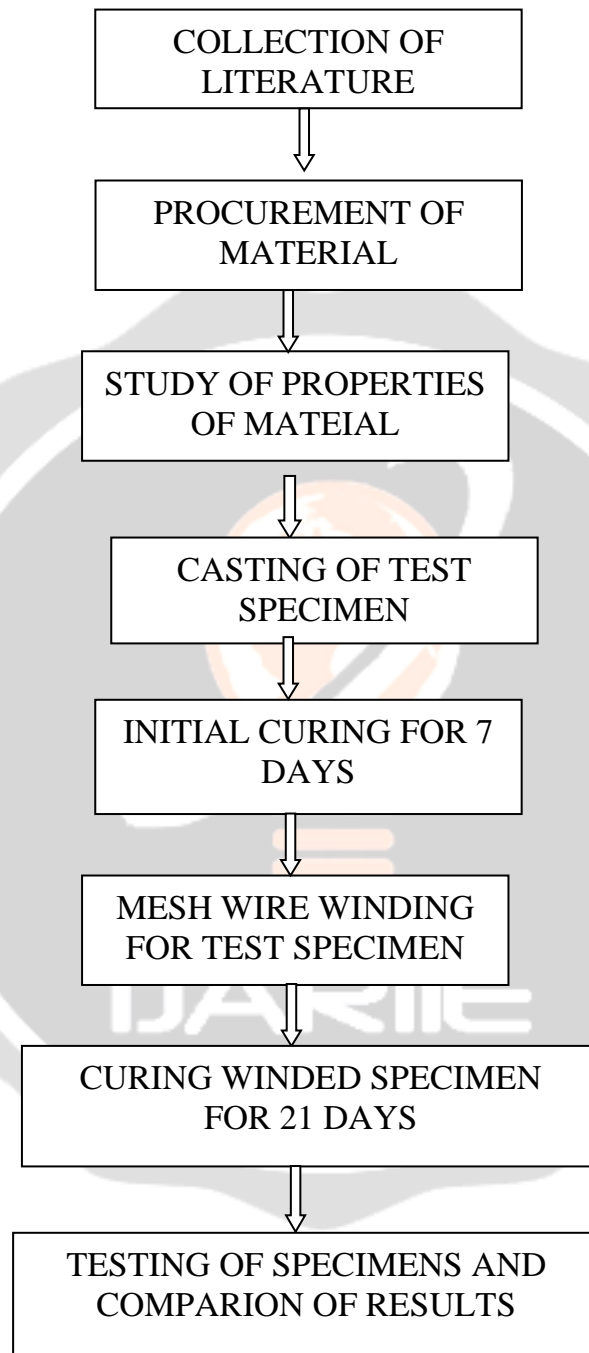 COLLECTION OF
LITERATURE
PROCUREMENT OF
MATERIAL
STUDY OF PROPERTIES
OF MATEIAL
CASTING OF TEST
SPECIMEN
INITIAL CURING FOR 7
DAYS
MESH WIRE WINDING
FOR TEST SPECIMEN
IJARIIE
CURING WINDED SPECIMEN
FOR 21 DAYS
TESTING OF SPECIMENS AND
COMPARION OF RESULTS